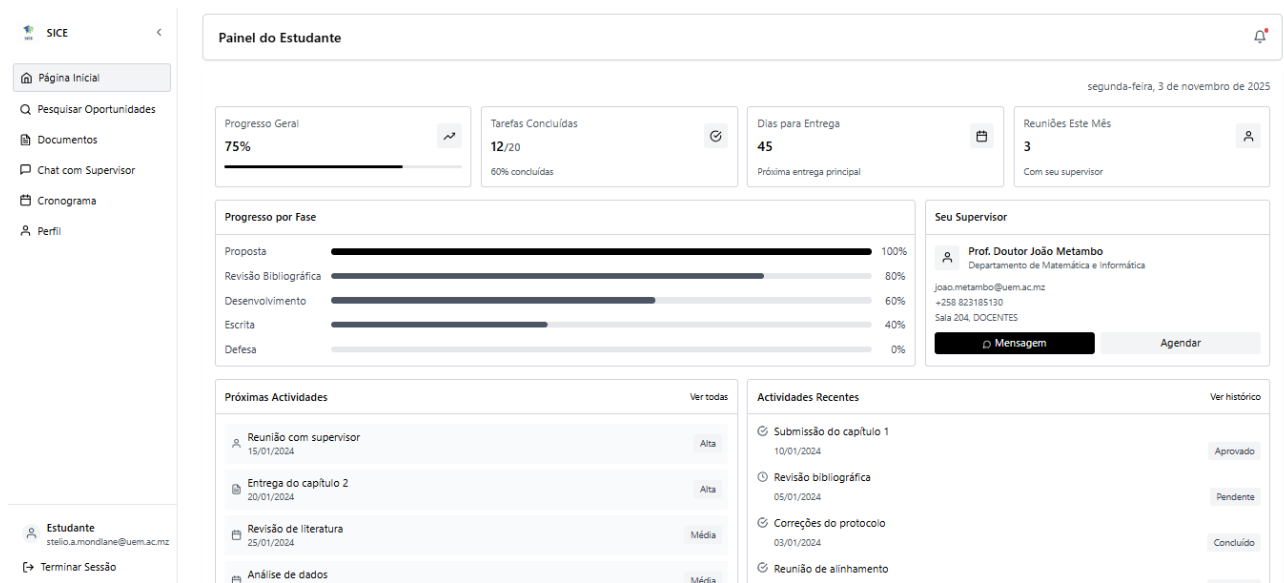 SICE
Página Inicial
Pesquisar Oportunidades
Documentos
Chat com Supervisor
Cronograma
Perfil
Estudante
stelio.a.mondlane@uem.ac.mz
Terminar Sessão
Painel do Estudante
segunda-feira, 3 de novembro de 2025
Progresso Geral
75%
Tarefas Concluídas
12/20
60% concluídas
Dias para Entrega
45
Próxima entrega principal
Reuniões Este Mês
3
Com seu supervisor
Progresso por Fase
Proposta 100%
Revisão Bibliográfica 80%
Desenvolvimento 60%
Escrita 40%
Defesa 0%
Seu Supervisor
Prof. Doutor João Metambo
Departamento de Matemática e Informática
joao.metambo@uem.ac.mz
+258 823185130
Sala 204, DOCENTES
Mensagem Agendar
Próximas Actividades Ver todas
Reunião com supervisor
15/01/2024
Alta
Entrega do capítulo 2
20/01/2024
Alta
Revisão de literatura
25/01/2024
Média
Análise de dados
Média
Actividades Recentes Ver histórico
Submissão do capítulo 1
10/01/2024
Aprovado
Revisão bibliográfica
05/01/2024
Pendente
Correções do protocolo
03/01/2024
Concluído
Reunião de alinhamento